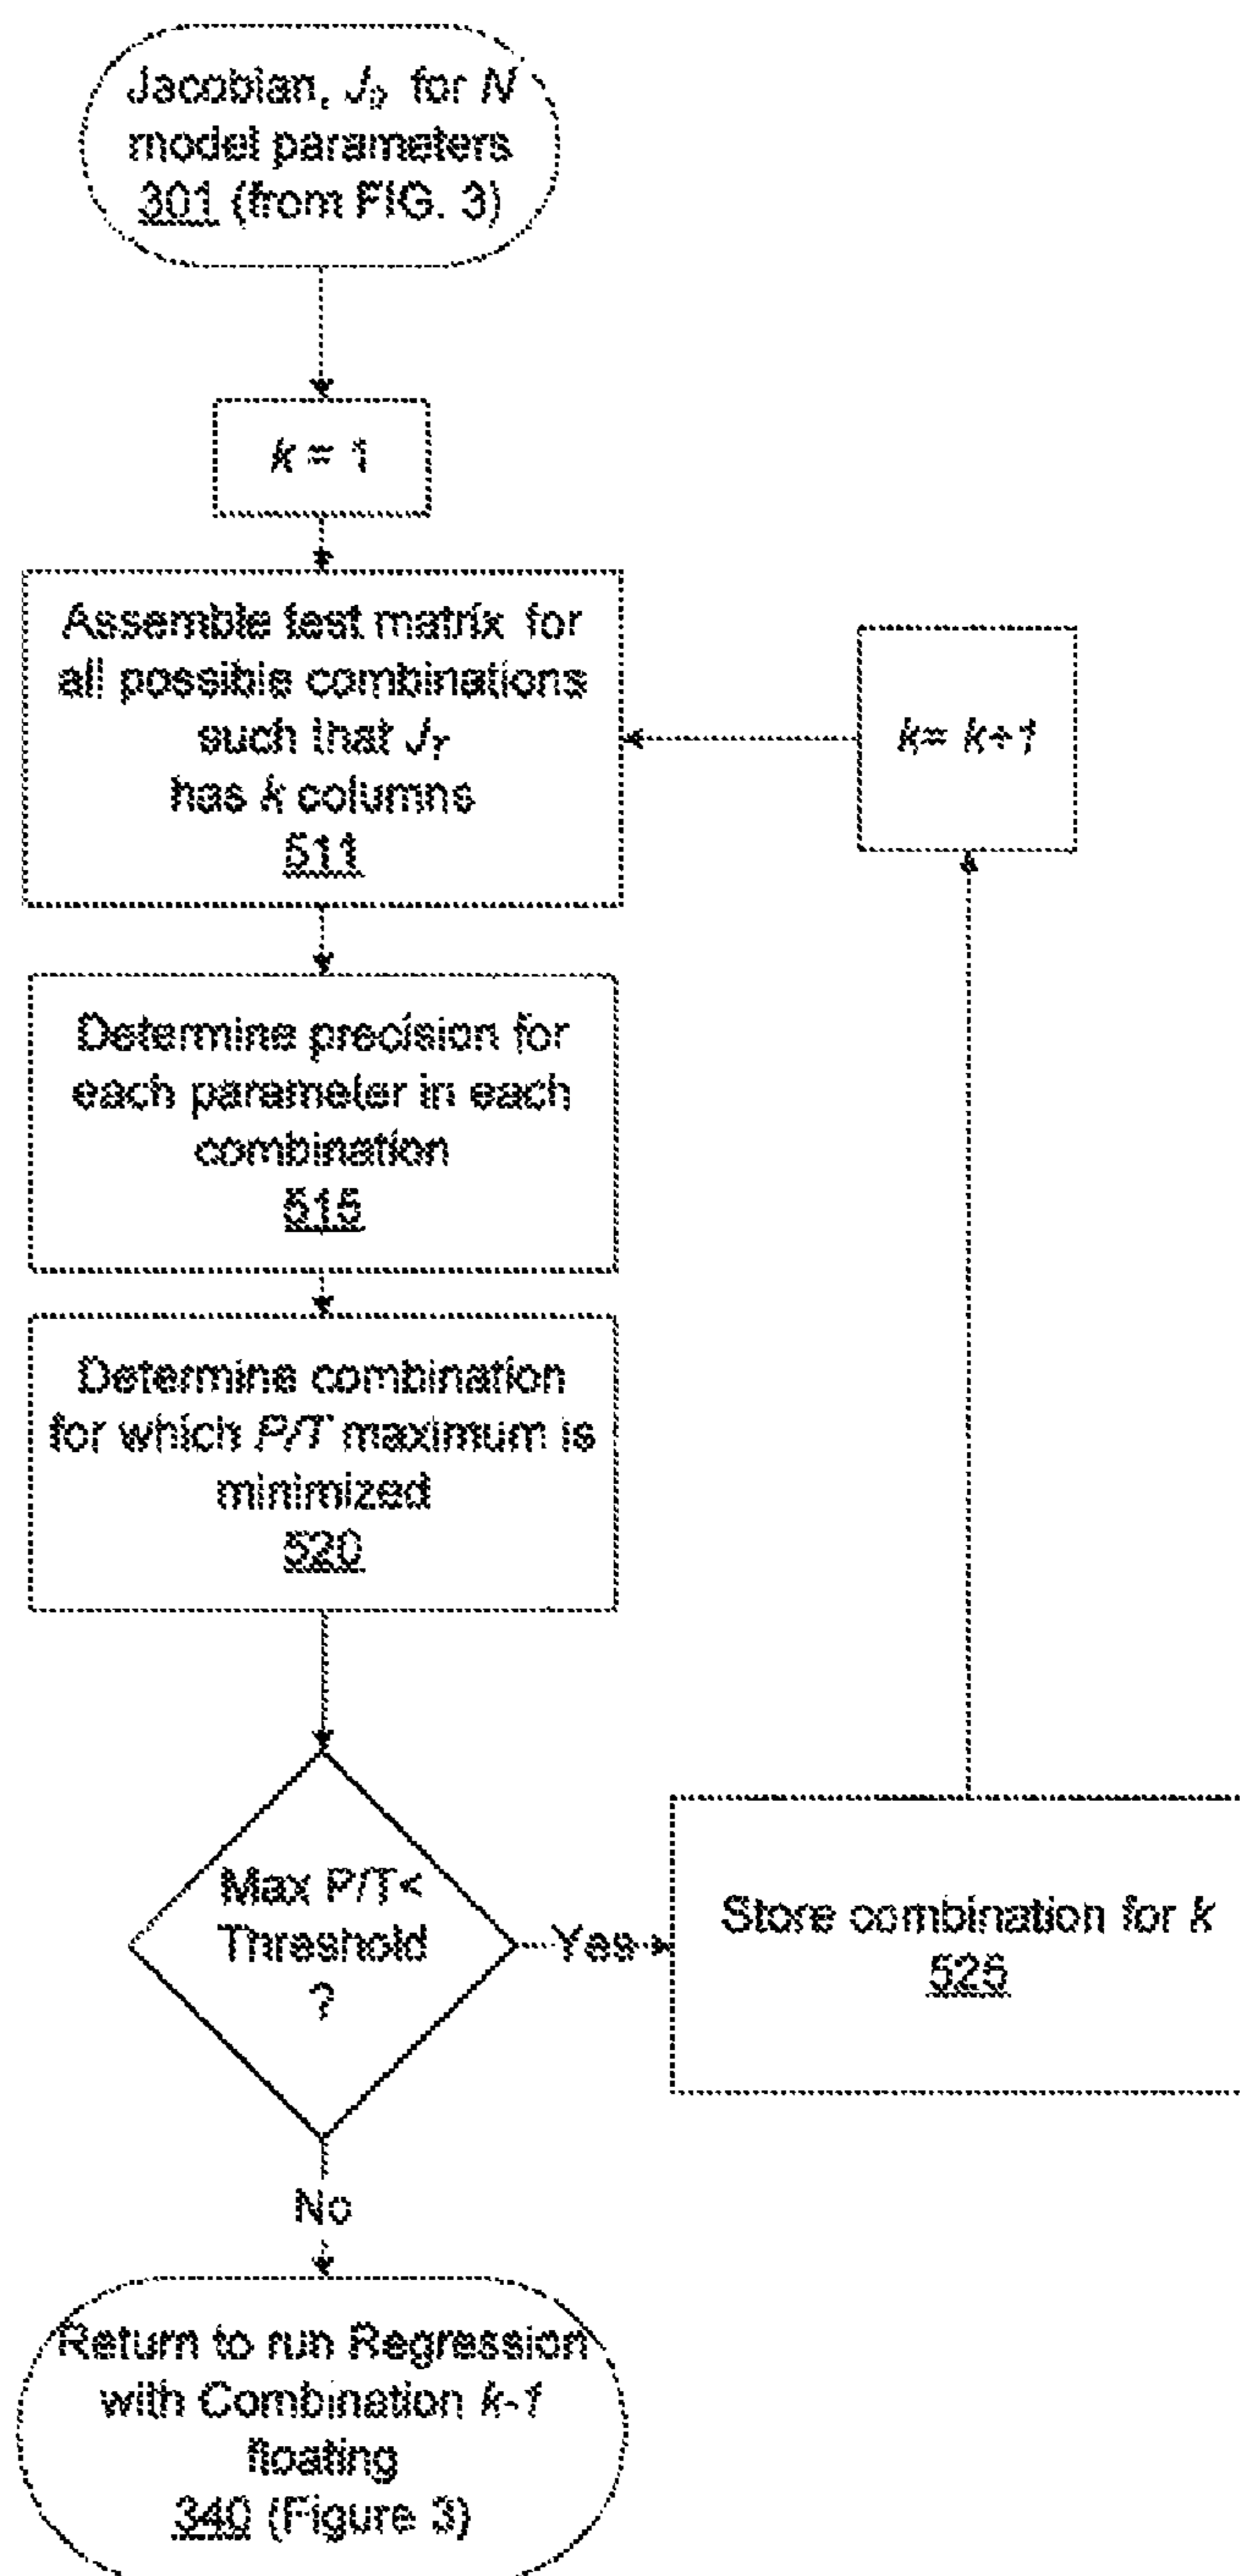 Jacobian, J₀ for N
model parameters
301 (from FIG. 3)
k = 1
Assemble test matrix for
all possible combinations
such that J_T
has k columns
511
k= k+1
Determine precision for
each parameter in each
combination
515
Determine combination
for which P/T maximum is
minimized
520
Max P/T<
Threshold
?
Yes
Store combination for k
525
No
Return to run Regression
with Combination k-1
floating
340 (Figure 3)